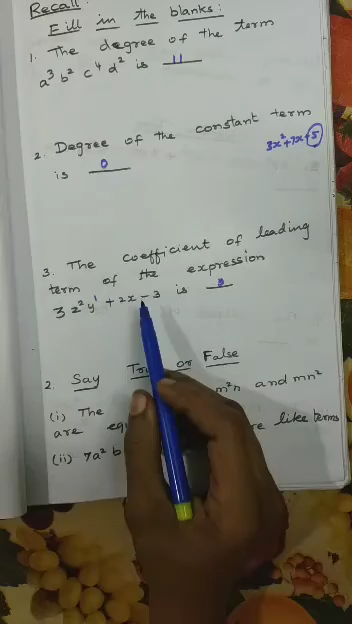 Recall:
Fill in the blanks:
1. The degree of the term
a³ b² c⁴ d² is 11
2. Degree of the constant term
is 0
3x²+7x+5
3. The coefficient of leading
term of the expression
3z²y¹ + 2x - 3 is 3
2. Say or False
(i) The m²n and mn²
are like terms
(ii) 7a² b